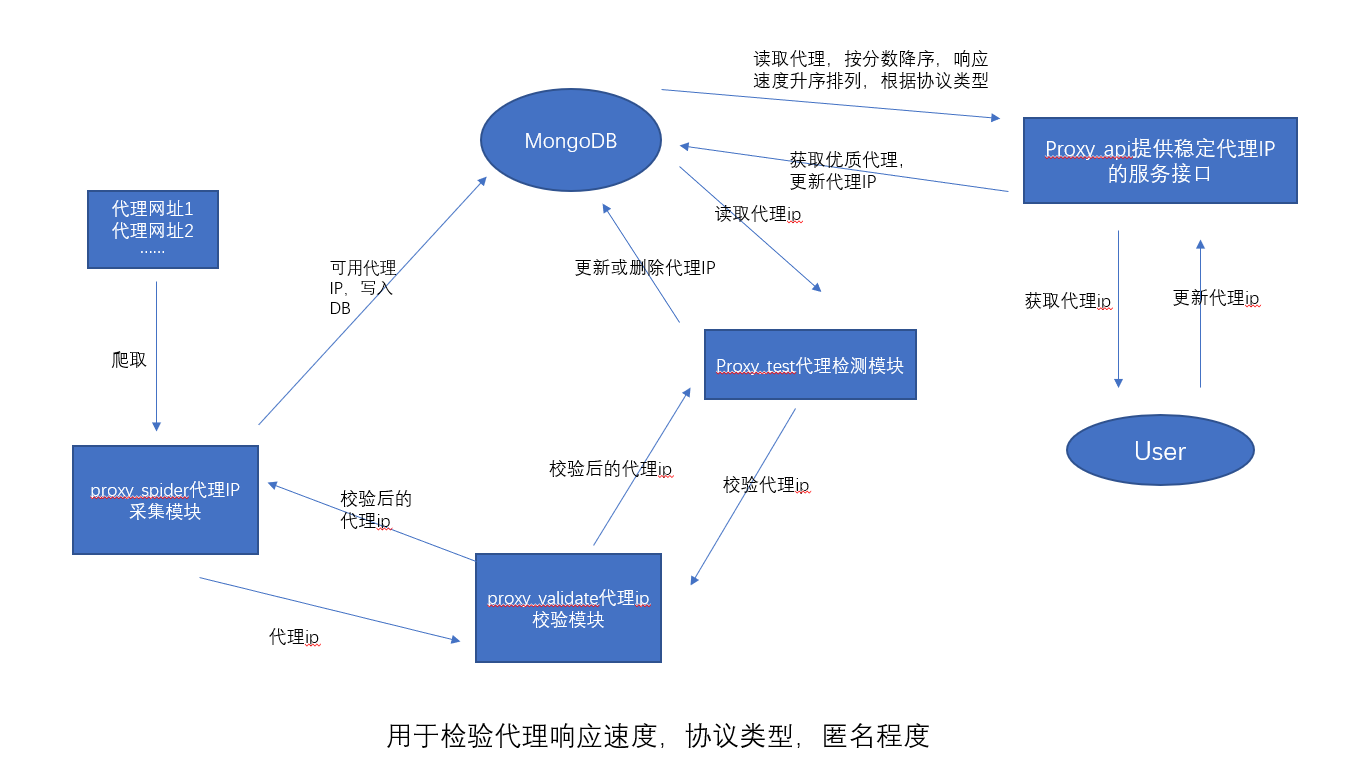 读取代理，按分数降序，响应
速度升序排列，根据协议类型
MongoDB
Proxy_api提供稳定代理IP
的服务接口
获取优质代理，
更新代理IP
代理网址1
代理网址2
......
读取代理ip
更新或删除代理IP
可用代理
IP，写入
DB
获取代理ip
更新代理ip
爬取
Proxy_test代理检测模块
User
校验后的代理ip
校验代理ip
proxy_spider代理IP
采集模块
校验后的
代理ip
proxy_validate代理ip
校验模块
代理ip
用于检验代理响应速度，协议类型，匿名程度